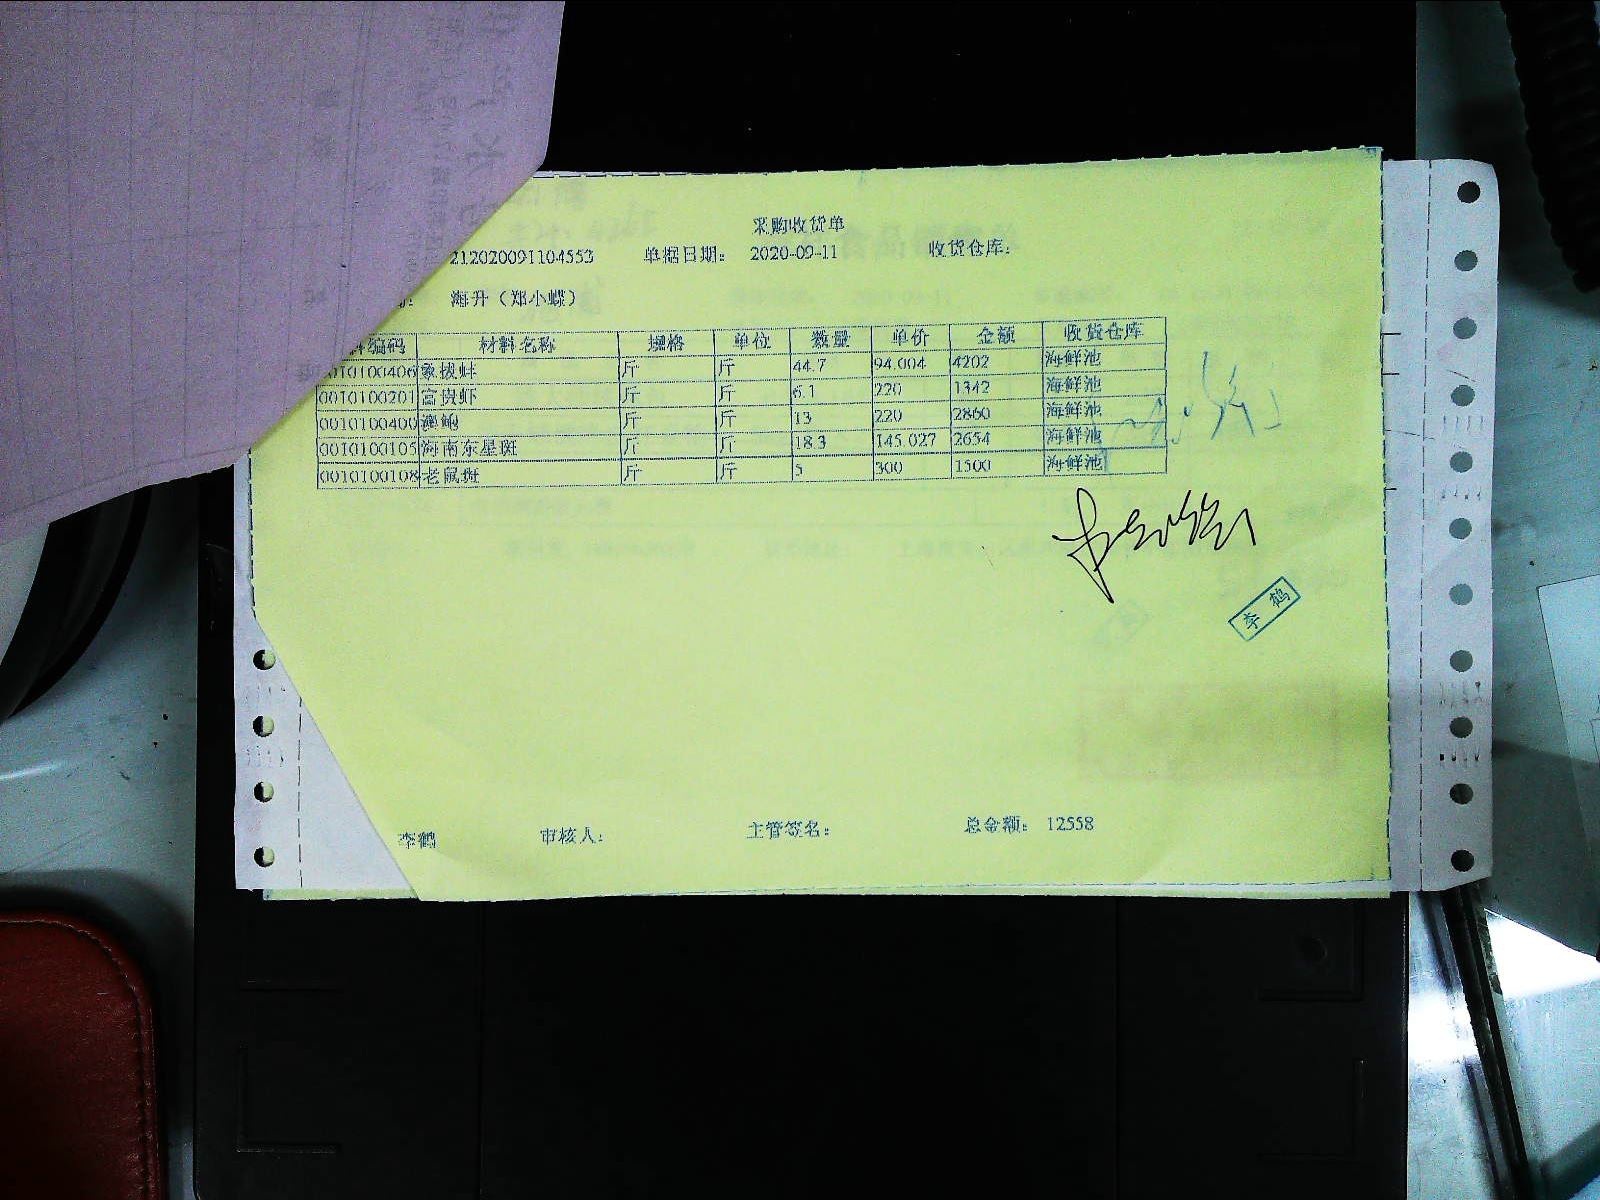 采购收货单
212020091104553 单据日期： 2020-09-11 收货仓库：
海升（郑小蝶）
编码 材料名称 规格 单位 数量 单价 金额 收货仓库
010100406 象拔蚌 斤 斤 44.7 94.004 4202 海鲜池
0010100201 富贵虾 斤 斤 6.1 220 1342 海鲜池
0010100400 斤 斤 13 220 2860 海鲜池
0010100105 海南东星斑 斤 斤 18.3 145.027 2654 海鲜池
0010100108 老鼠斑 斤 斤 5 300 1500 海鲜池
李鹤
李鹤 审核人： 主管签名： 总金额： 12558